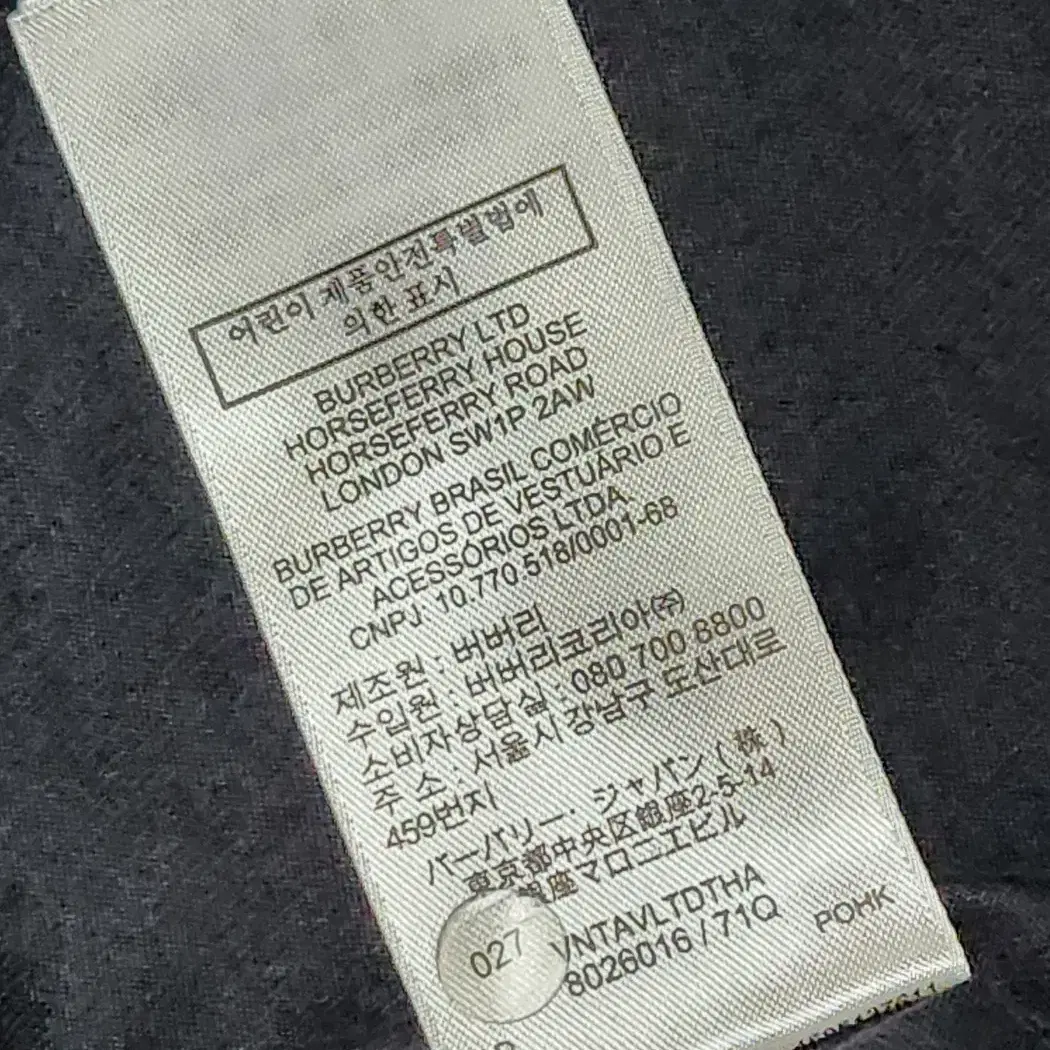 어린이 제품안전특별법에
의한 표시
BURBERRY LTD
HORSEFERRY HOUSE
HORSEFERRY ROAD
LONDON SW1P 2AW
BURBERRY BRASIL COMÉRCIO
DE ARTIGOS DE VESTUÁRIO E
ACESSÓRIOS LTDA.
CNPJ. 10.770.518/0001-68
제조원 : 버버리
수입원 : 버버리코리아(주)
소비자상담실 : 080 700 8800
주소 : 서울시 강남구 도산대로
459번지
バーバリー・ジャパン(株)
東京都中央区銀座2-5-14
銀座マロニエビル
027 VNTAVLTDTHA
8026016 / 71Q POHK